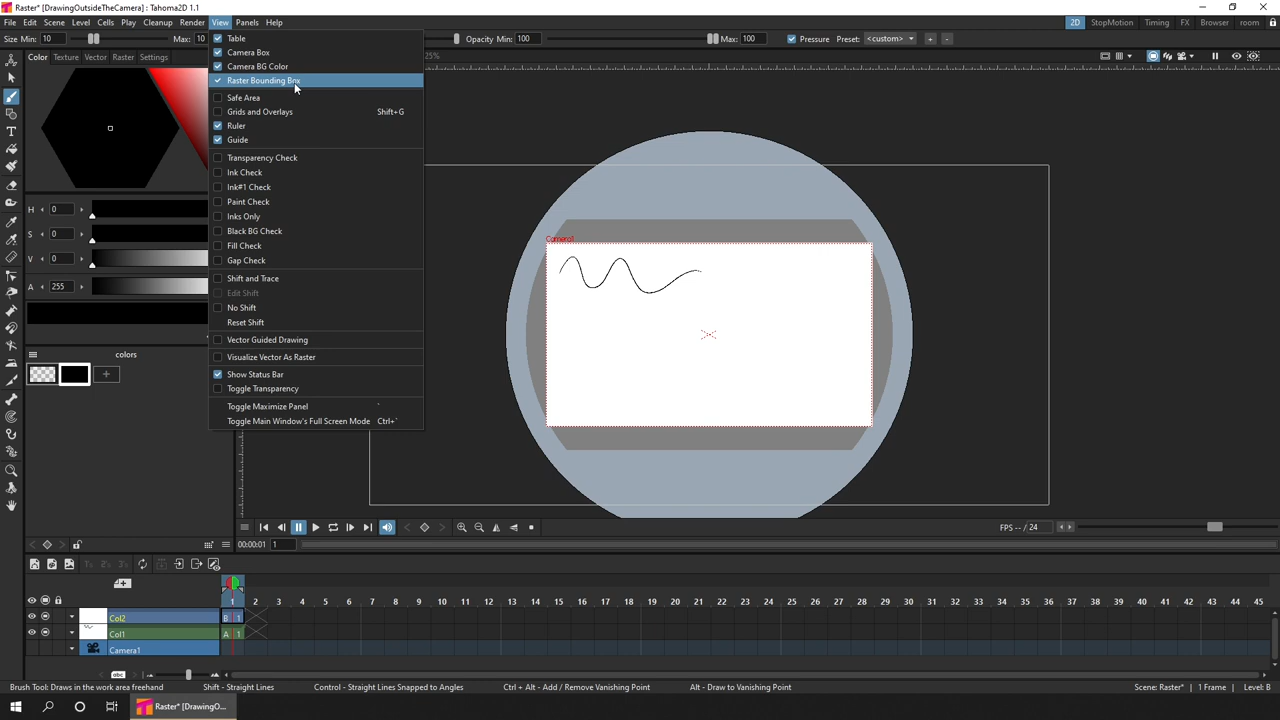 Raster* [DrawingOutsideTheCamera] : Tahoma2D 1.1
File Edit Scene Level Cells Play Cleanup Render View Panels Help
2D StopMotion Timing FX Browser room
Size Min: 10 Max: 10 Opacity Min: 100 Max: 100 Pressure Preset: <custom> + -
Color Texture Vector Raster Settings
25%
Table
Camera Box
Camera BG Color
Raster Bounding Box
Safe Area
Grids and Overlays Shift+G
Ruler
Guide
Transparency Check
Ink Check
Ink#1 Check
Paint Check
Inks Only
Black BG Check
Fill Check
Gap Check
Shift and Trace
Edit Shift
No Shift
Reset Shift
Vector Guided Drawing
Visualize Vector As Raster
Show Status Bar
Toggle Transparency
Toggle Maximize Panel `
Toggle Main Window's Full Screen Mode Ctrl+`
H 0
S 0
V 0
A 255
colors
Camera1
FPS -- / 24
00:00:01 1
1's 2's 3's
1 2 3 4 5 6 7 8 9 10 11 12 13 14 15 16 17 18 19 20 21 22 23 24 25 26 27 28 29 30 31 32 33 34 35 36 37 38 39 40 41 42 43 44 45
Col2 B 1
Col1 A 1
Camera1
abc
Brush Tool: Draws in the work area freehand Shift - Straight Lines Control - Straight Lines Snapped to Angles Ctrl + Alt - Add / Remove Vanishing Point Alt - Draw to Vanishing Point Scene: Raster* | 1 Frame | Level: B
Raster* [DrawingO...